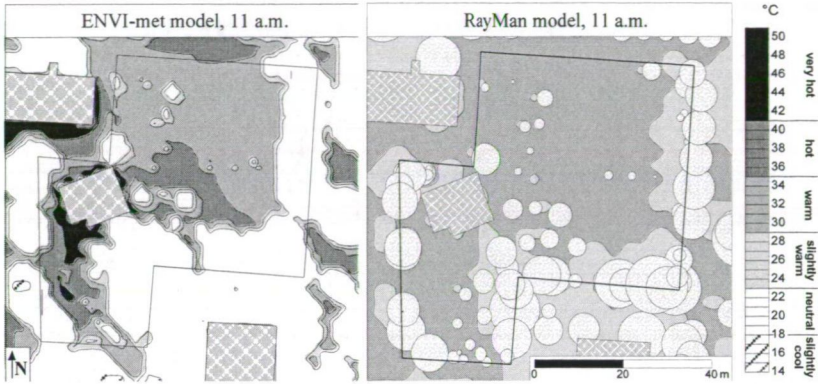 ENVI-met model, 11 a.m.
RayMan model, 11 a.m.
°C
50
48
46
44
42
40
38
36
34
32
30
28
26
24
22
20
18
16
14
very hot
hot
warm
slightly
warm
neutral
slightly
cool
N
0 20 40 m